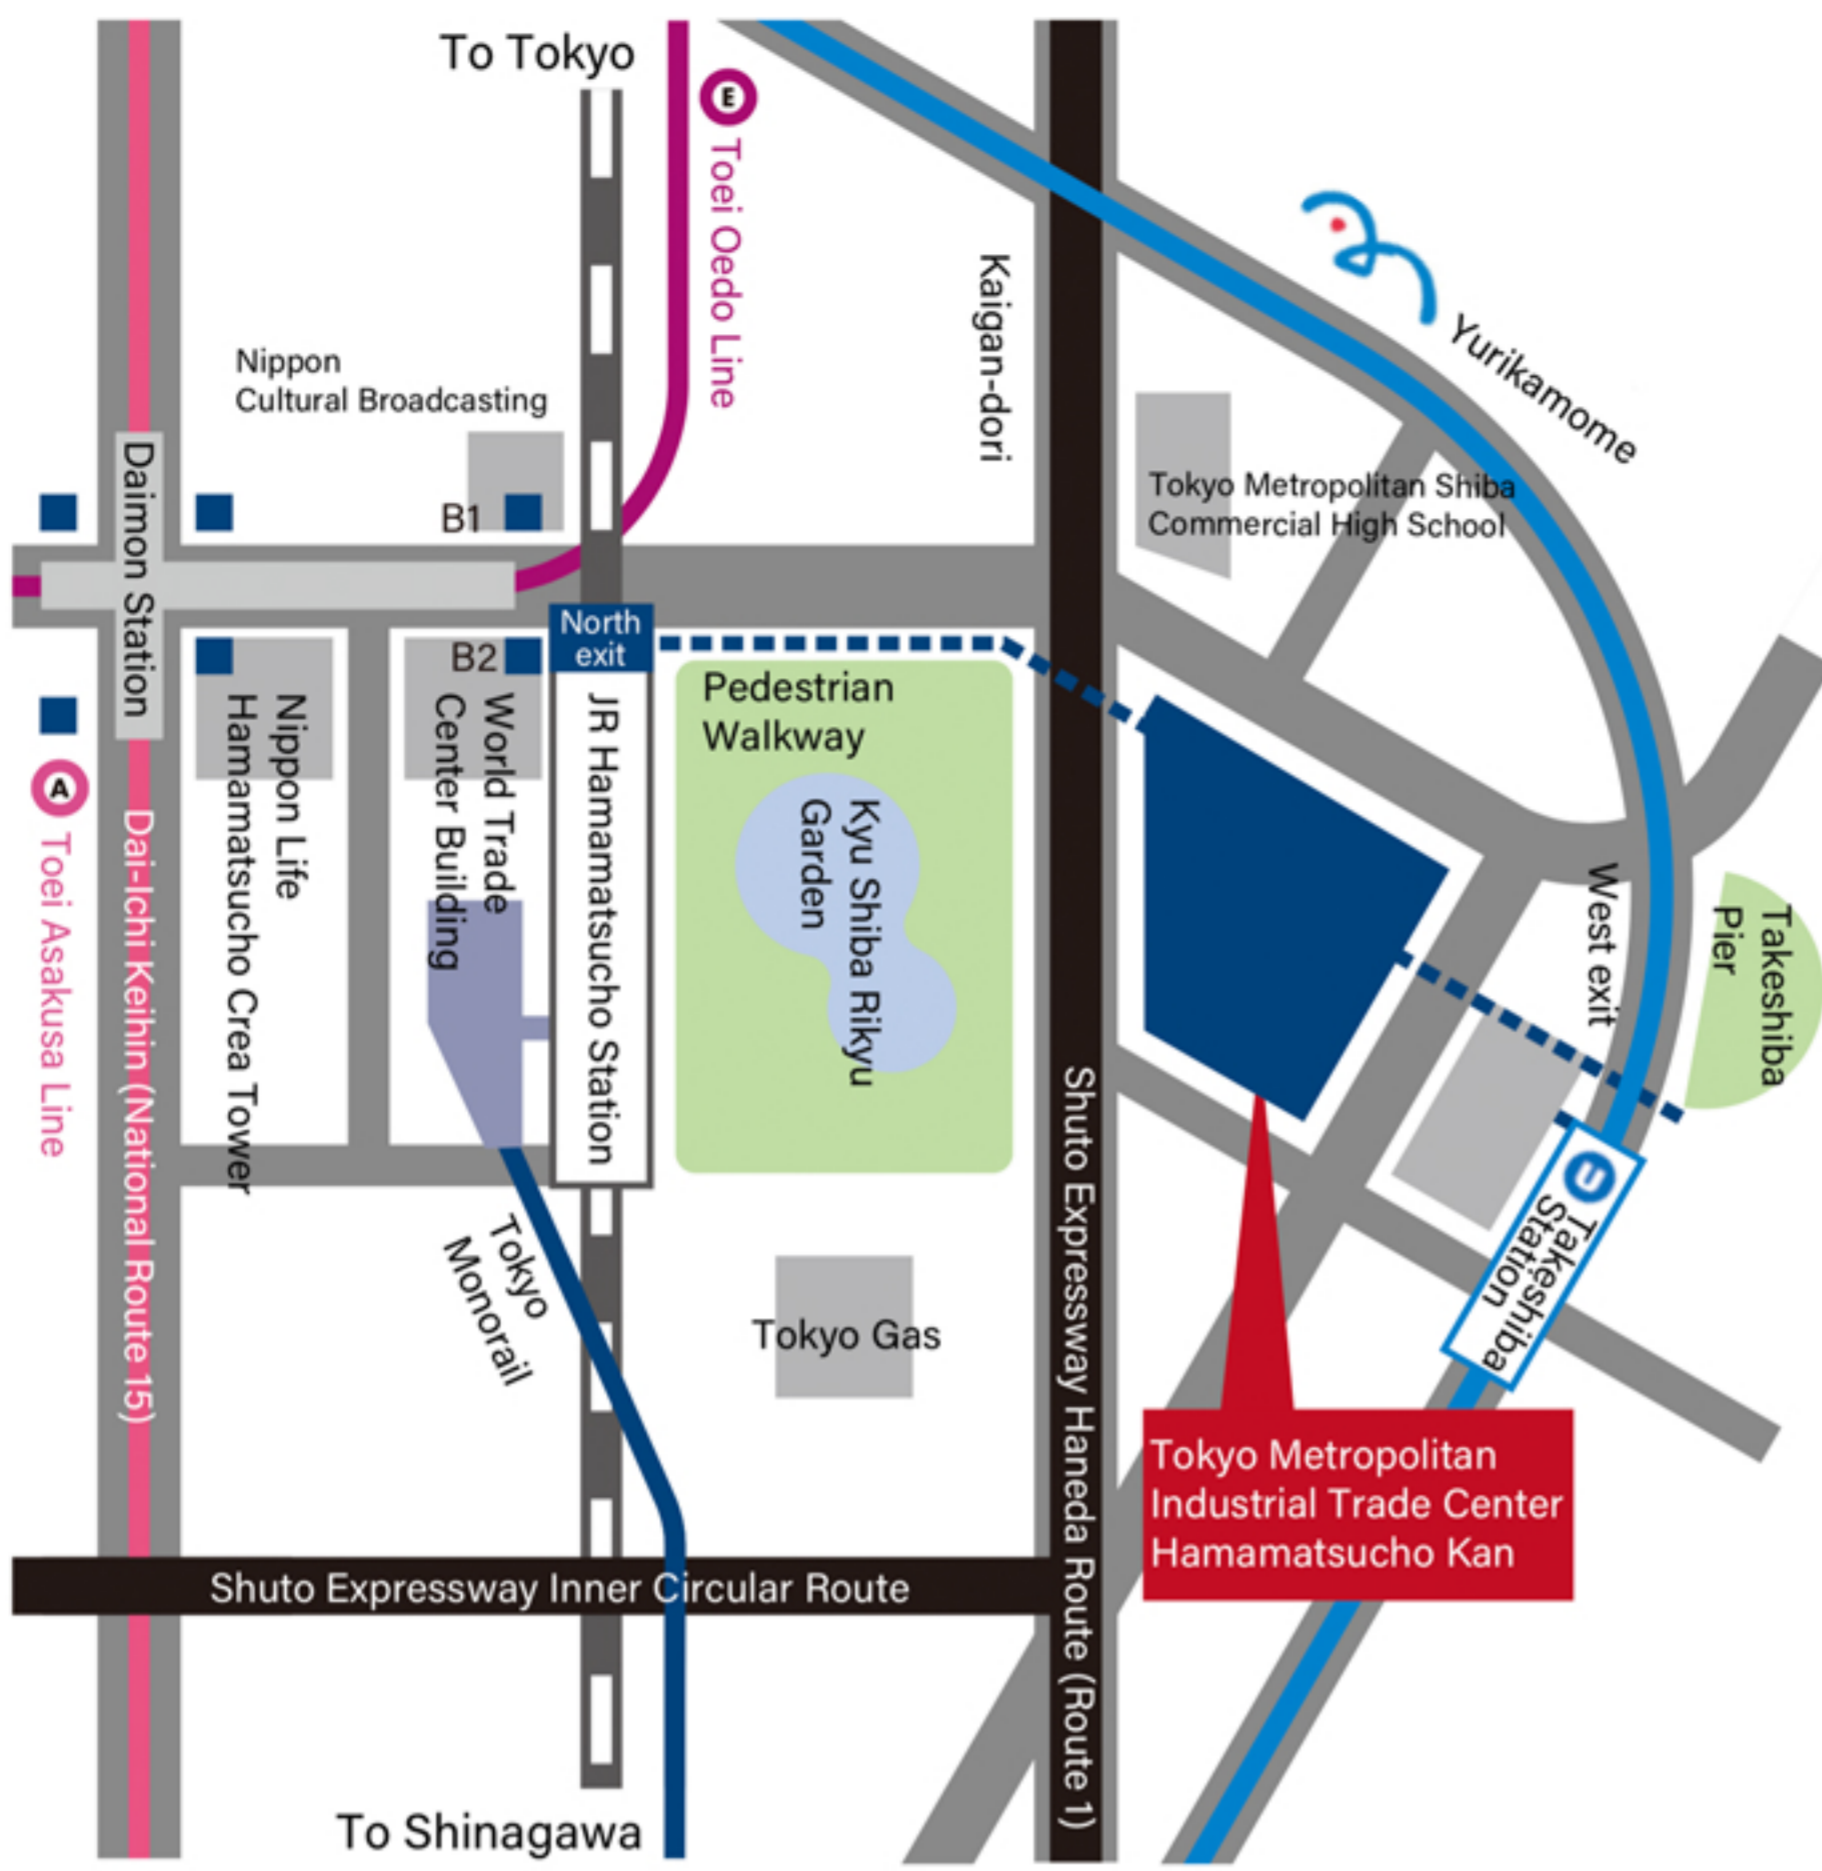 To Tokyo
E
Toei Oedo Line
Kaigan-dori
Yurikamome
Nippon
Cultural Broadcasting
Daimon Station
B1
Tokyo Metropolitan Shiba
Commercial High School
North
exit
B2
Pedestrian
Walkway
Nippon Life
Hamamatsucho Crea Tower
World Trade
Center Building
JR Hamamatsucho Station
Kyu Shiba Rikyu
Garden
A
Toei Asakusa Line
Dai-Ichi Keihin (National Route 15)
West exit
Takeshiba
Pier
Takeshiba
Station
Tokyo
Monorail
Tokyo Gas
Shuto Expressway Haneda Route (Route 1)
Tokyo Metropolitan
Industrial Trade Center
Hamamatsucho Kan
Shuto Expressway Inner Circular Route
To Shinagawa